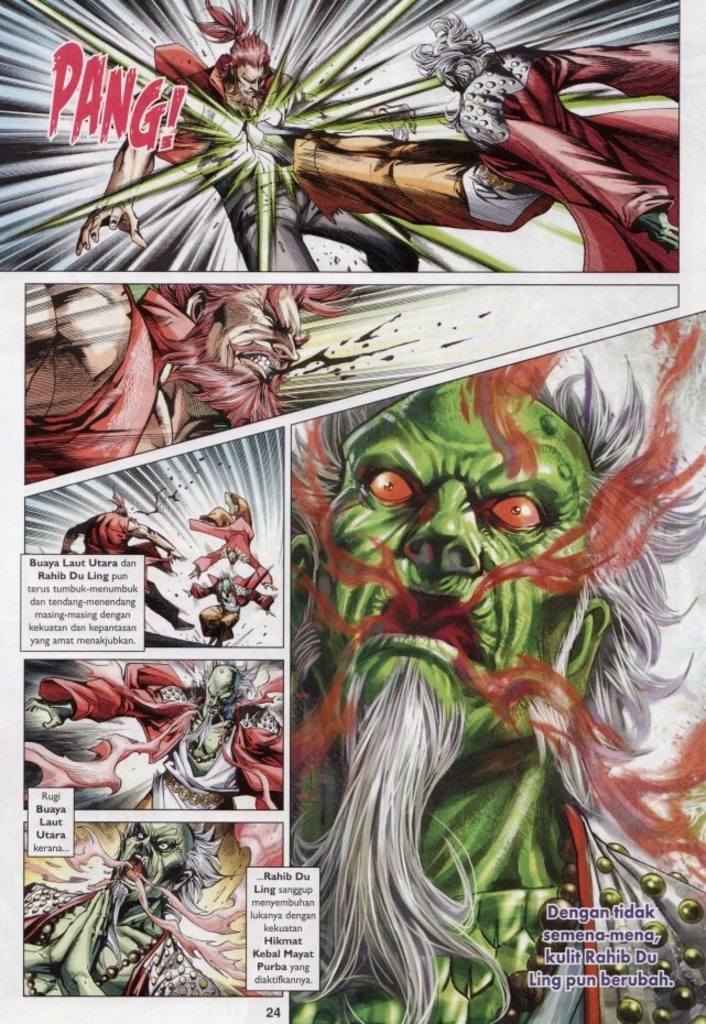 PANG!
Buaya Laut Utara dan
Rahib Du Ling pun
terus tumbuk-menumbuk
dan tendang-menendang
masing-masing dengan
kekuatan dan kepantasan
yang amat menakjubkan.
Rugi
Buaya
Laut
Utara
kerana...
...Rahib Du
Ling sanggup
menyembuhan
lukanya dengan
kekuatan
Hikmat
Kebal Mayat
Purba yang
diaktifkannya.
Dengan tidak
semena-mena,
kulit Rahib Du
Ling pun berubah.
24